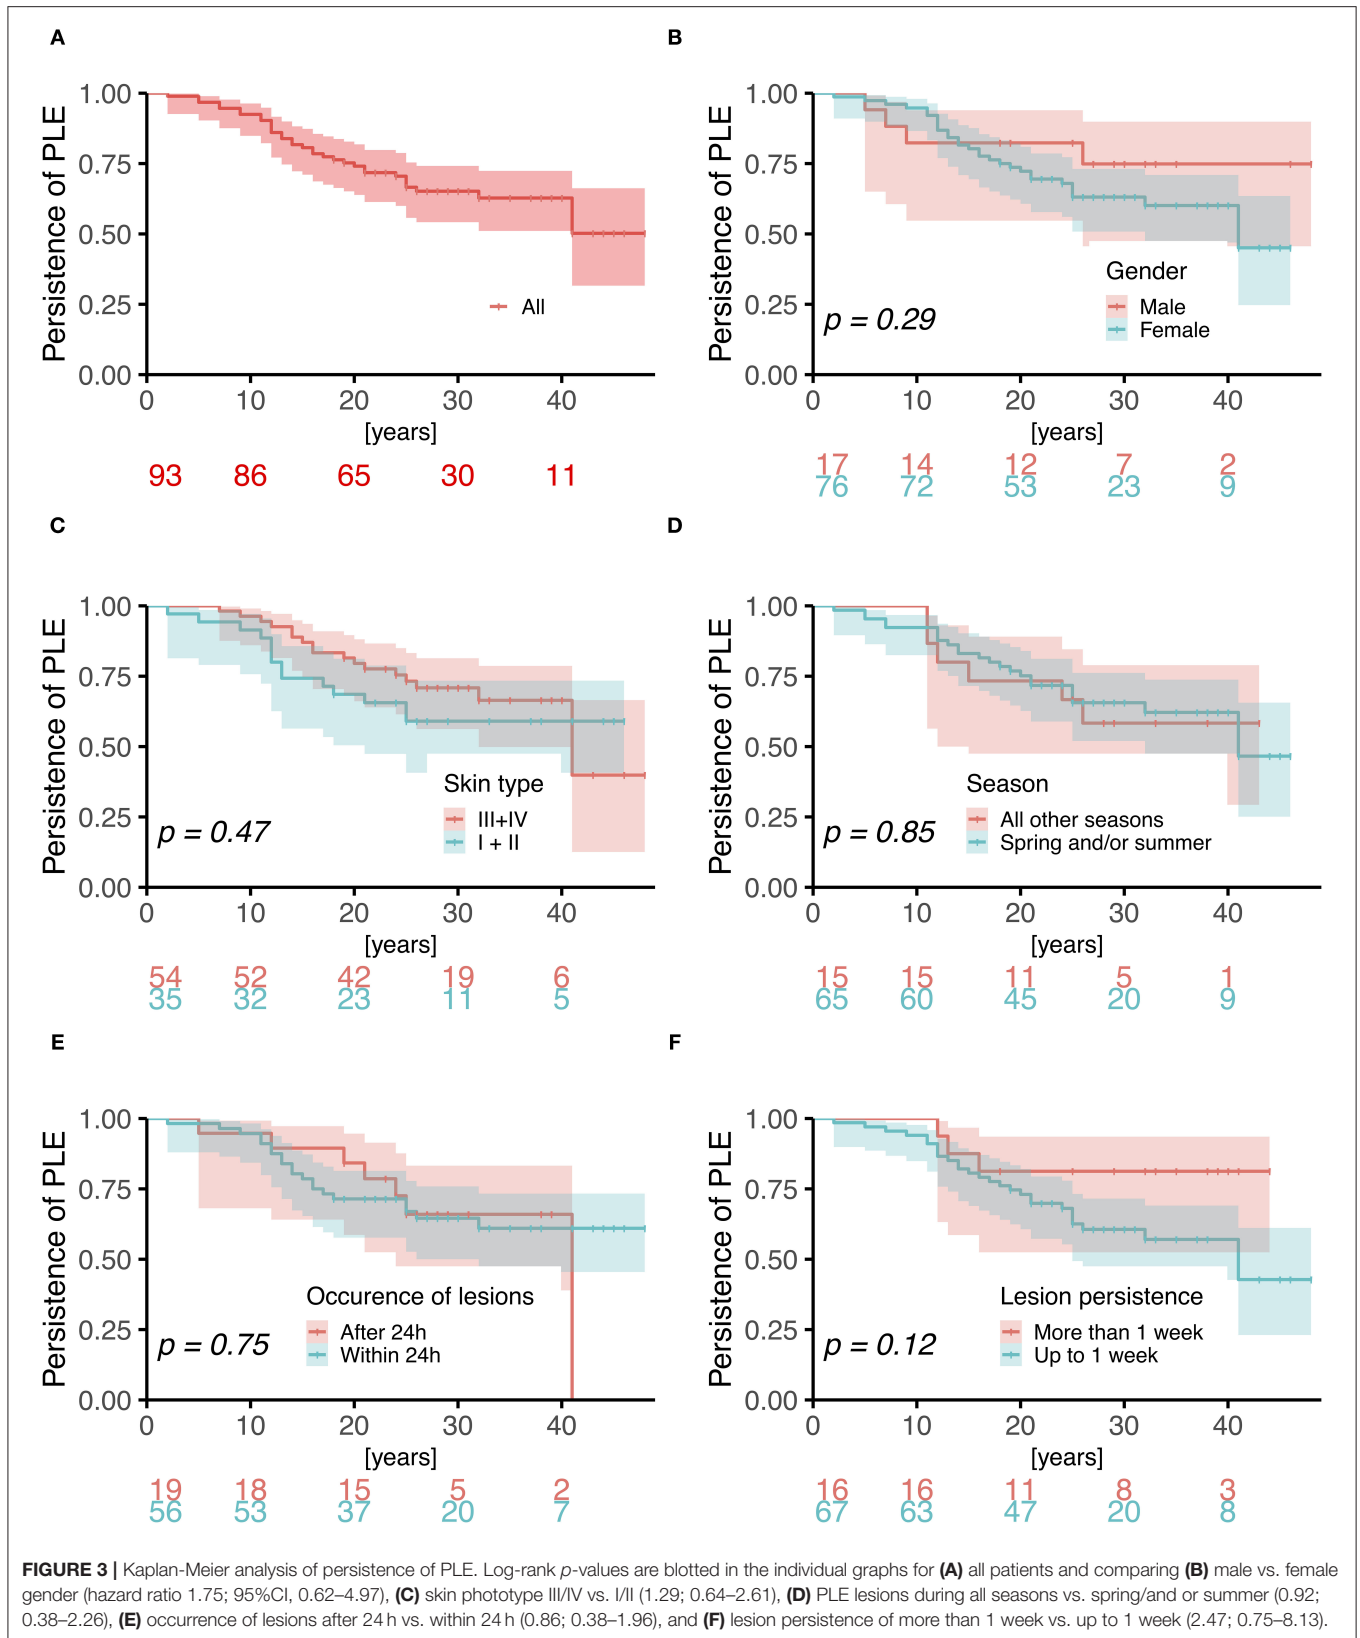 A
Persistence of PLE
1.00
0.75
0.50
0.25
0.00
All
0 10 20 30 40
[years]
93 86 65 30 11
B
Persistence of PLE
1.00
0.75
0.50
0.25
0.00
p = 0.29
Gender
Male
Female
0 10 20 30 40
[years]
17 14 12 7 2
76 72 53 23 9
C
Persistence of PLE
1.00
0.75
0.50
0.25
0.00
p = 0.47
Skin type
III+IV
I + II
0 10 20 30 40
[years]
54 52 42 19 6
35 32 23 11 5
D
Persistence of PLE
1.00
0.75
0.50
0.25
0.00
p = 0.85
Season
All other seasons
Spring and/or summer
0 10 20 30 40
[years]
15 15 11 5 1
65 60 45 20 9
E
Persistence of PLE
1.00
0.75
0.50
0.25
0.00
p = 0.75
Occurence of lesions
After 24h
Within 24h
0 10 20 30 40
[years]
19 18 15 5 2
56 53 37 20 7
F
Persistence of PLE
1.00
0.75
0.50
0.25
0.00
p = 0.12
Lesion persistence
More than 1 week
Up to 1 week
0 10 20 30 40
[years]
16 16 11 8 3
67 63 47 20 8
FIGURE 3 | Kaplan-Meier analysis of persistence of PLE. Log-rank p-values are blotted in the individual graphs for (A) all patients and comparing (B) male vs. female
gender (hazard ratio 1.75; 95%CI, 0.62–4.97), (C) skin phototype III/IV vs. I/II (1.29; 0.64–2.61), (D) PLE lesions during all seasons vs. spring/and or summer (0.92;
0.38–2.26), (E) occurrence of lesions after 24 h vs. within 24 h (0.86; 0.38–1.96), and (F) lesion persistence of more than 1 week vs. up to 1 week (2.47; 0.75–8.13).